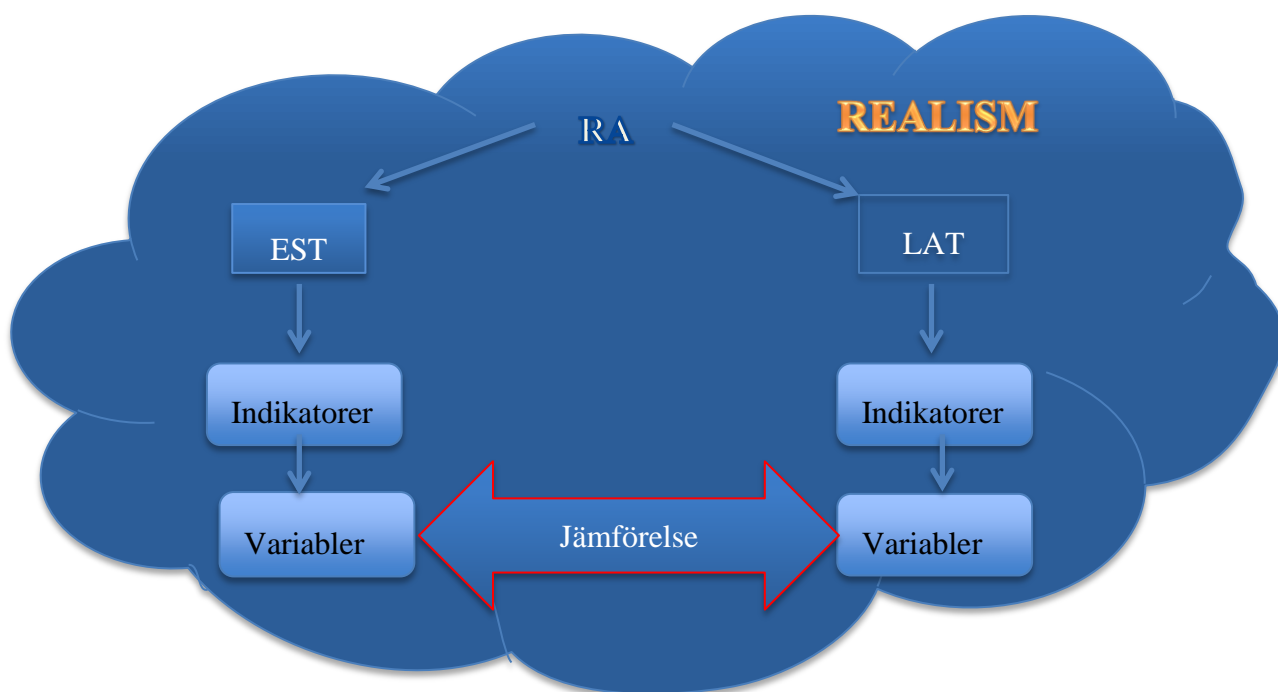 REALISM
RA
EST
LAT
Indikatorer
Indikatorer
Variabler
Jämförelse
Variabler